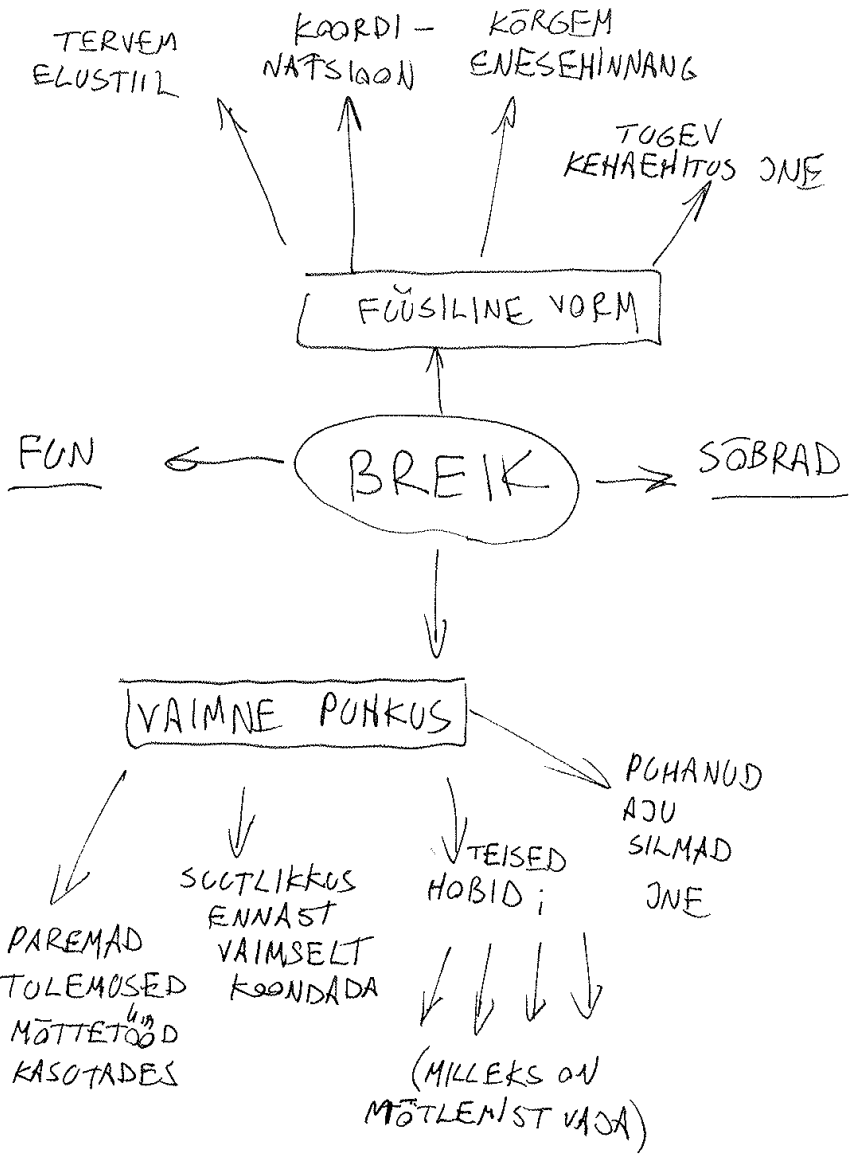 TERVEM
ELUSTIIL
KOORDI-
NATSIOON
KÕRGEM
ENESEHINNANG
TUGEV
KEHAEHITUS JNE
FÜÜSILINE VORM
FUN
BREIK
SÕBRAD
VAIMNE PUHKUS
PAREMAD
TULEMUSED
MÕTTETÖÖD
KASUTADES
SUUTLIKKUS
ENNAST
VAIMSELT
KOONDADA
TEISED
HOBID;
(MILLEKS ON
MÕTLEMIST VAJA)
PUHANUD
AJU
SILMAD
JNE